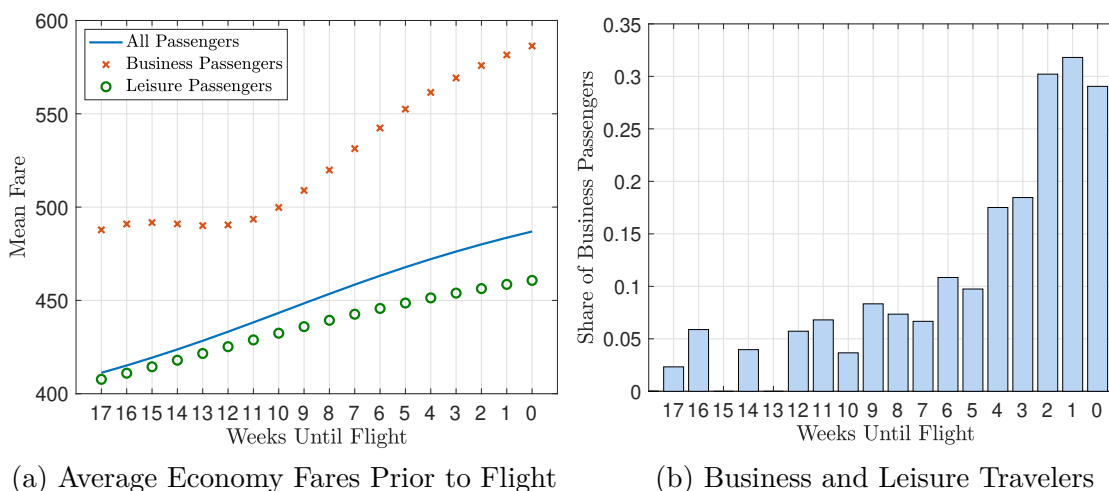 600
550
500
450
400
Mean Fare
All Passengers
Business Passengers
Leisure Passengers
17 16 15 14 13 12 11 10 9 8 7 6 5 4 3 2 1 0
Weeks Until Flight
(a) Average Economy Fares Prior to Flight
0.35
0.3
0.25
0.2
0.15
0.1
0.05
0
Share of Business Passengers
17 16 15 14 13 12 11 10 9 8 7 6 5 4 3 2 1 0
Weeks Until Flight
(b) Business and Leisure Travelers